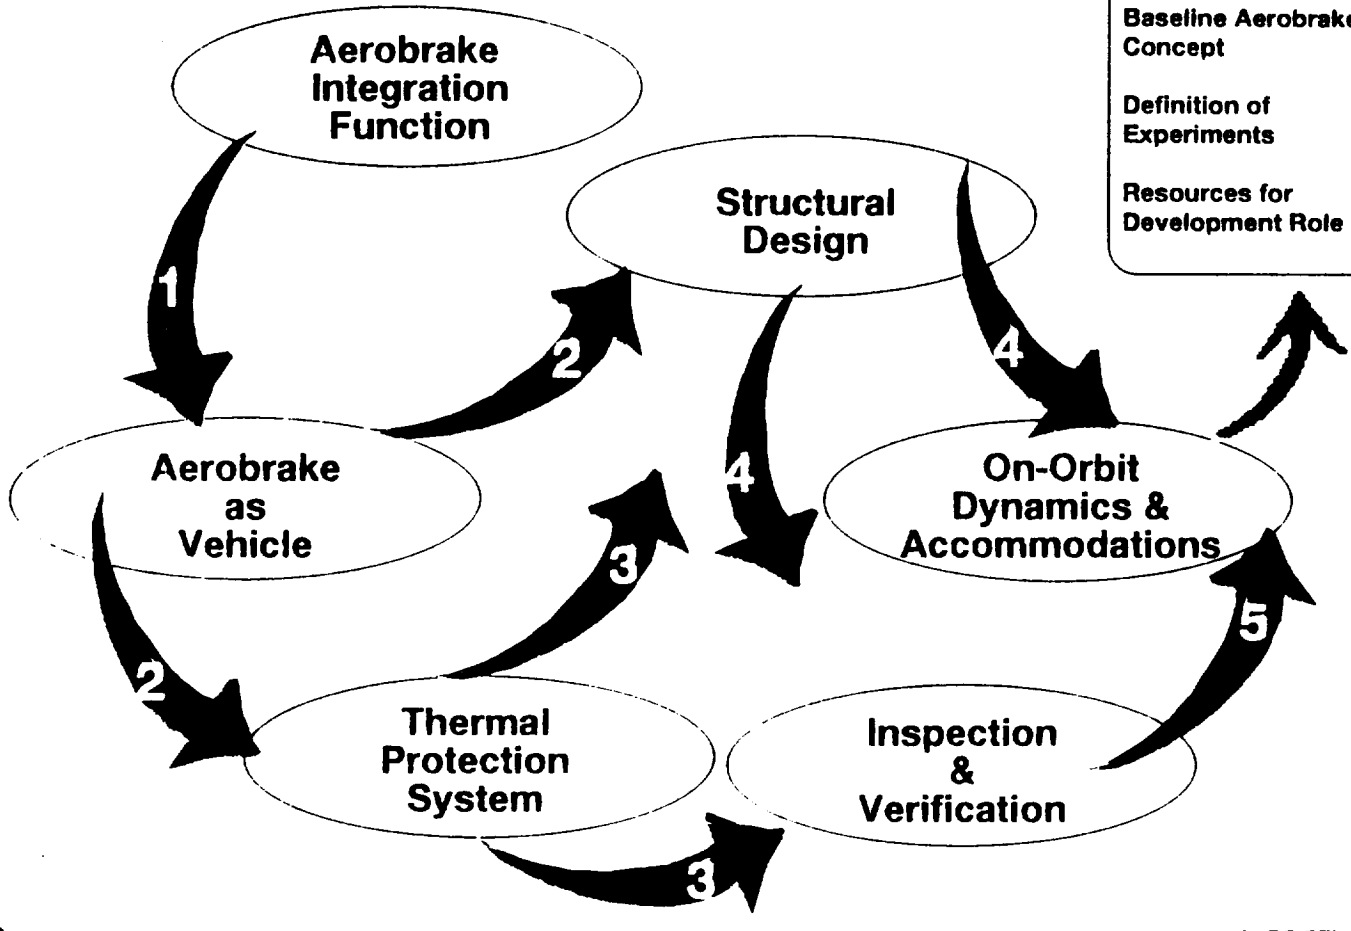 Baseline Aerobrake
Concept
Definition of
Experiments
Resources for
Development Role
Aerobrake
Integration
Function
Structural
Design
1
2
4
4
Aerobrake
as
Vehicle
On-Orbit
Dynamics &
Accommodations
3
5
2
Thermal
Protection
System
Inspection
&
Verification
3